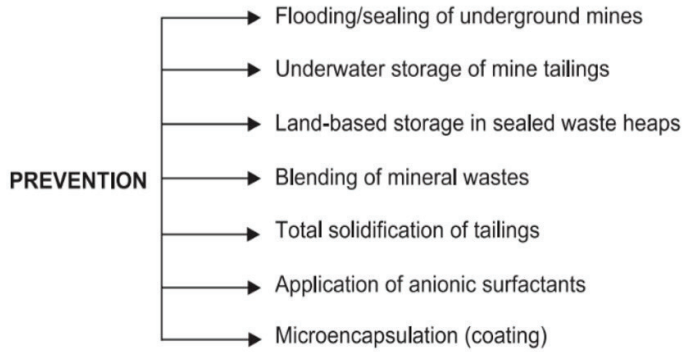 Flooding/sealing of underground mines
Underwater storage of mine tailings
Land-based storage in sealed waste heaps
PREVENTION
Blending of mineral wastes
Total solidification of tailings
Application of anionic surfactants
Microencapsulation (coating)